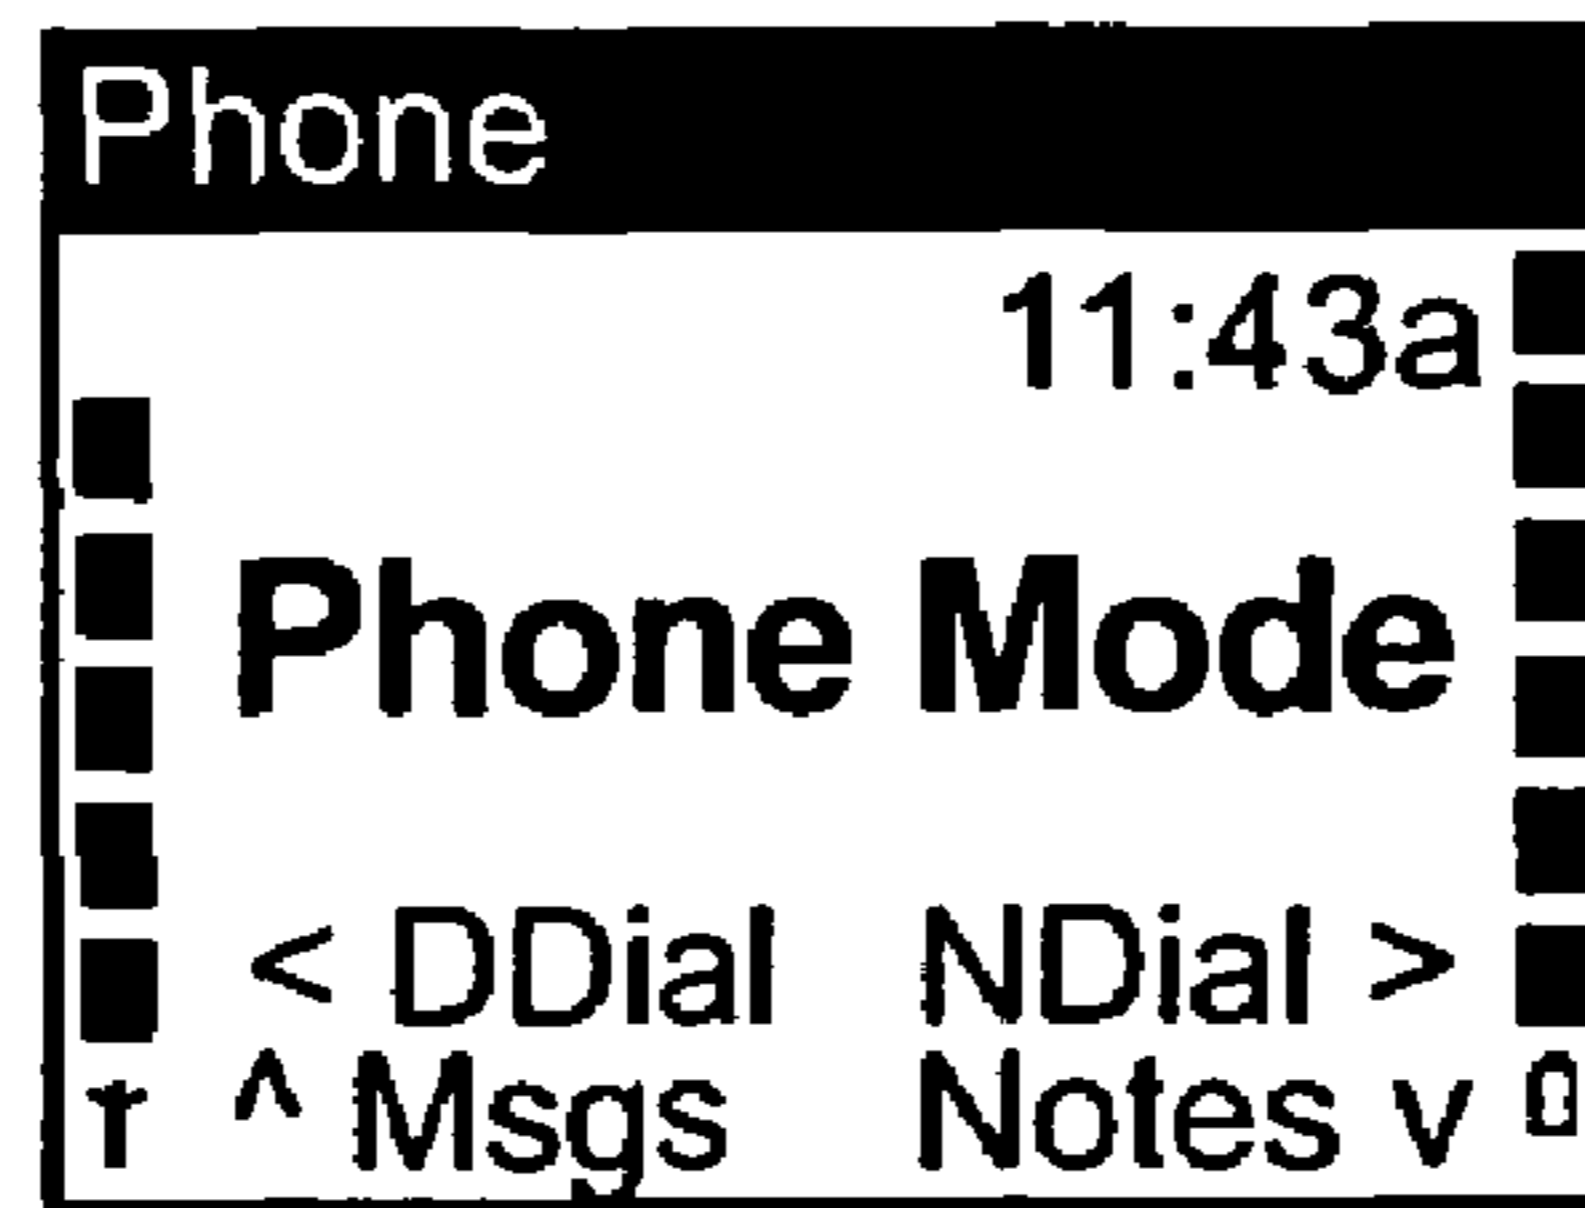 Phone
11:43a
Phone Mode
< DDial NDial >
^ Msgs Notes v